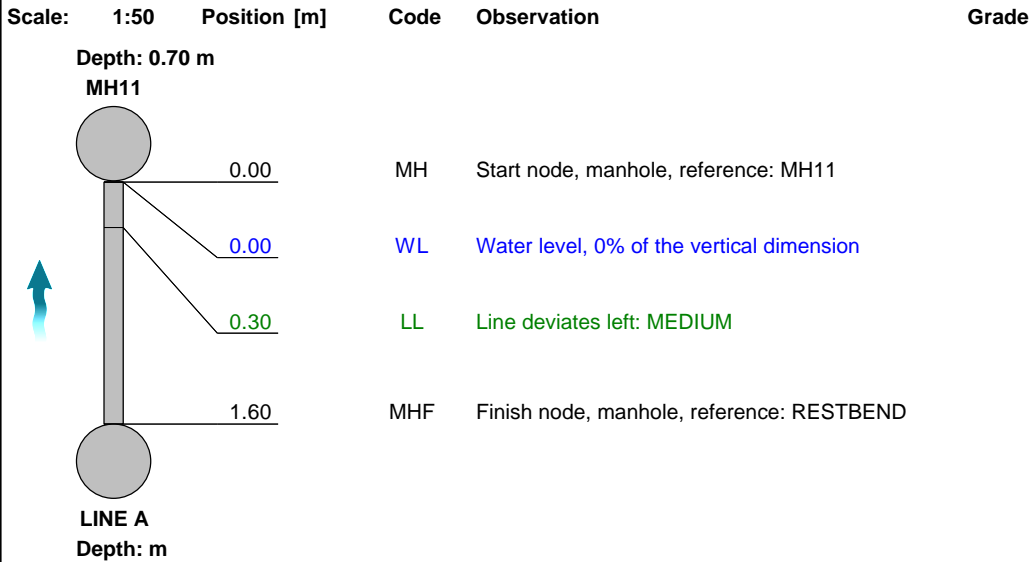 Scale: 1:50 Position [m] Code Observation Grade
Depth: 0.70 m
MH11
0.00 MH Start node, manhole, reference: MH11
0.00 WL Water level, 0% of the vertical dimension
0.30 LL Line deviates left: MEDIUM
1.60 MHF Finish node, manhole, reference: RESTBEND
LINE A
Depth: m